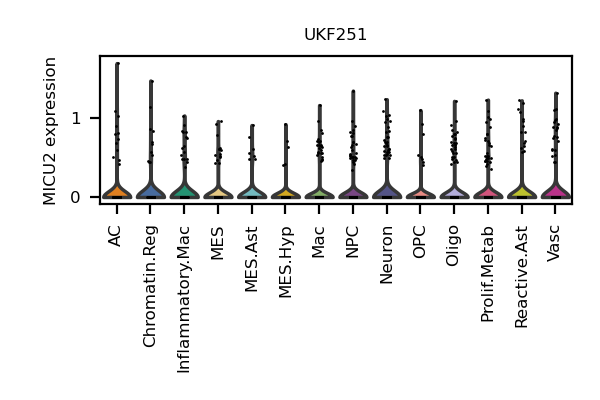 UKF251
MICU2 expression
1
0
AC
Chromatin.Reg
Inflammatory.Mac
MES
MES.Ast
MES.Hyp
Mac
NPC
Neuron
OPC
Oligo
Prolif.Metab
Reactive.Ast
Vasc